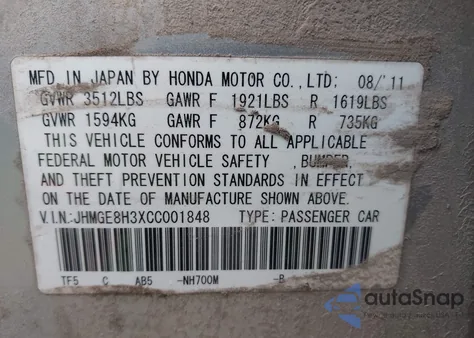 MFD. IN JAPAN BY HONDA MOTOR CO., LTD; 08/'11
GVWR 3512LBS GAWR F 1921LBS R 1619LBS
GVWR 1594KG GAWR F 872KG R 735KG
THIS VEHICLE CONFORMS TO ALL APPLICABLE
FEDERAL MOTOR VEHICLE SAFETY ,BUMPER,
AND THEFT PREVENTION STANDARDS IN EFFECT
ON THE DATE OF MANUFACTURE SHOWN ABOVE.
V.I.N:JHMGE8H3XCC001848 TYPE: PASSENGER CAR
TF5 C AB5 -NH700M -B
autaSnap